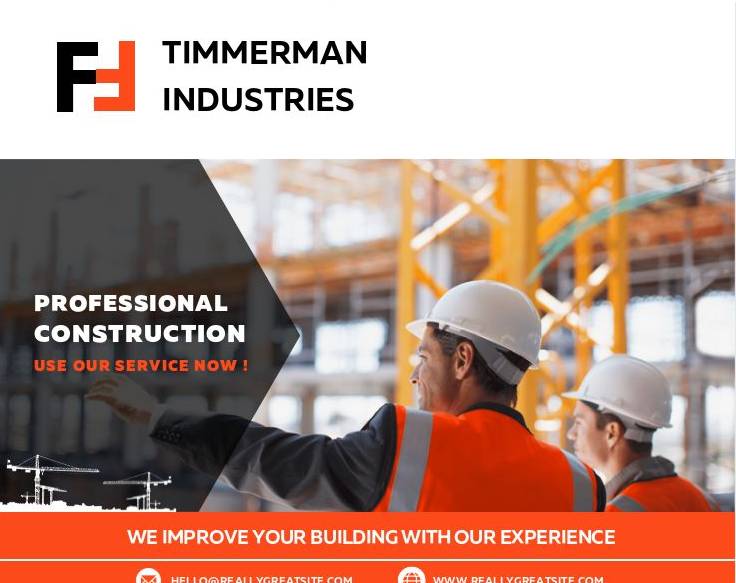 TIMMERMAN
INDUSTRIES
PROFESSIONAL
CONSTRUCTION
USE OUR SERVICE NOW !
WE IMPROVE YOUR BUILDING WITH OUR EXPERIENCE
HELLO@REALLYGREATSITE.COM WWW.REALLYGREATSITE.COM